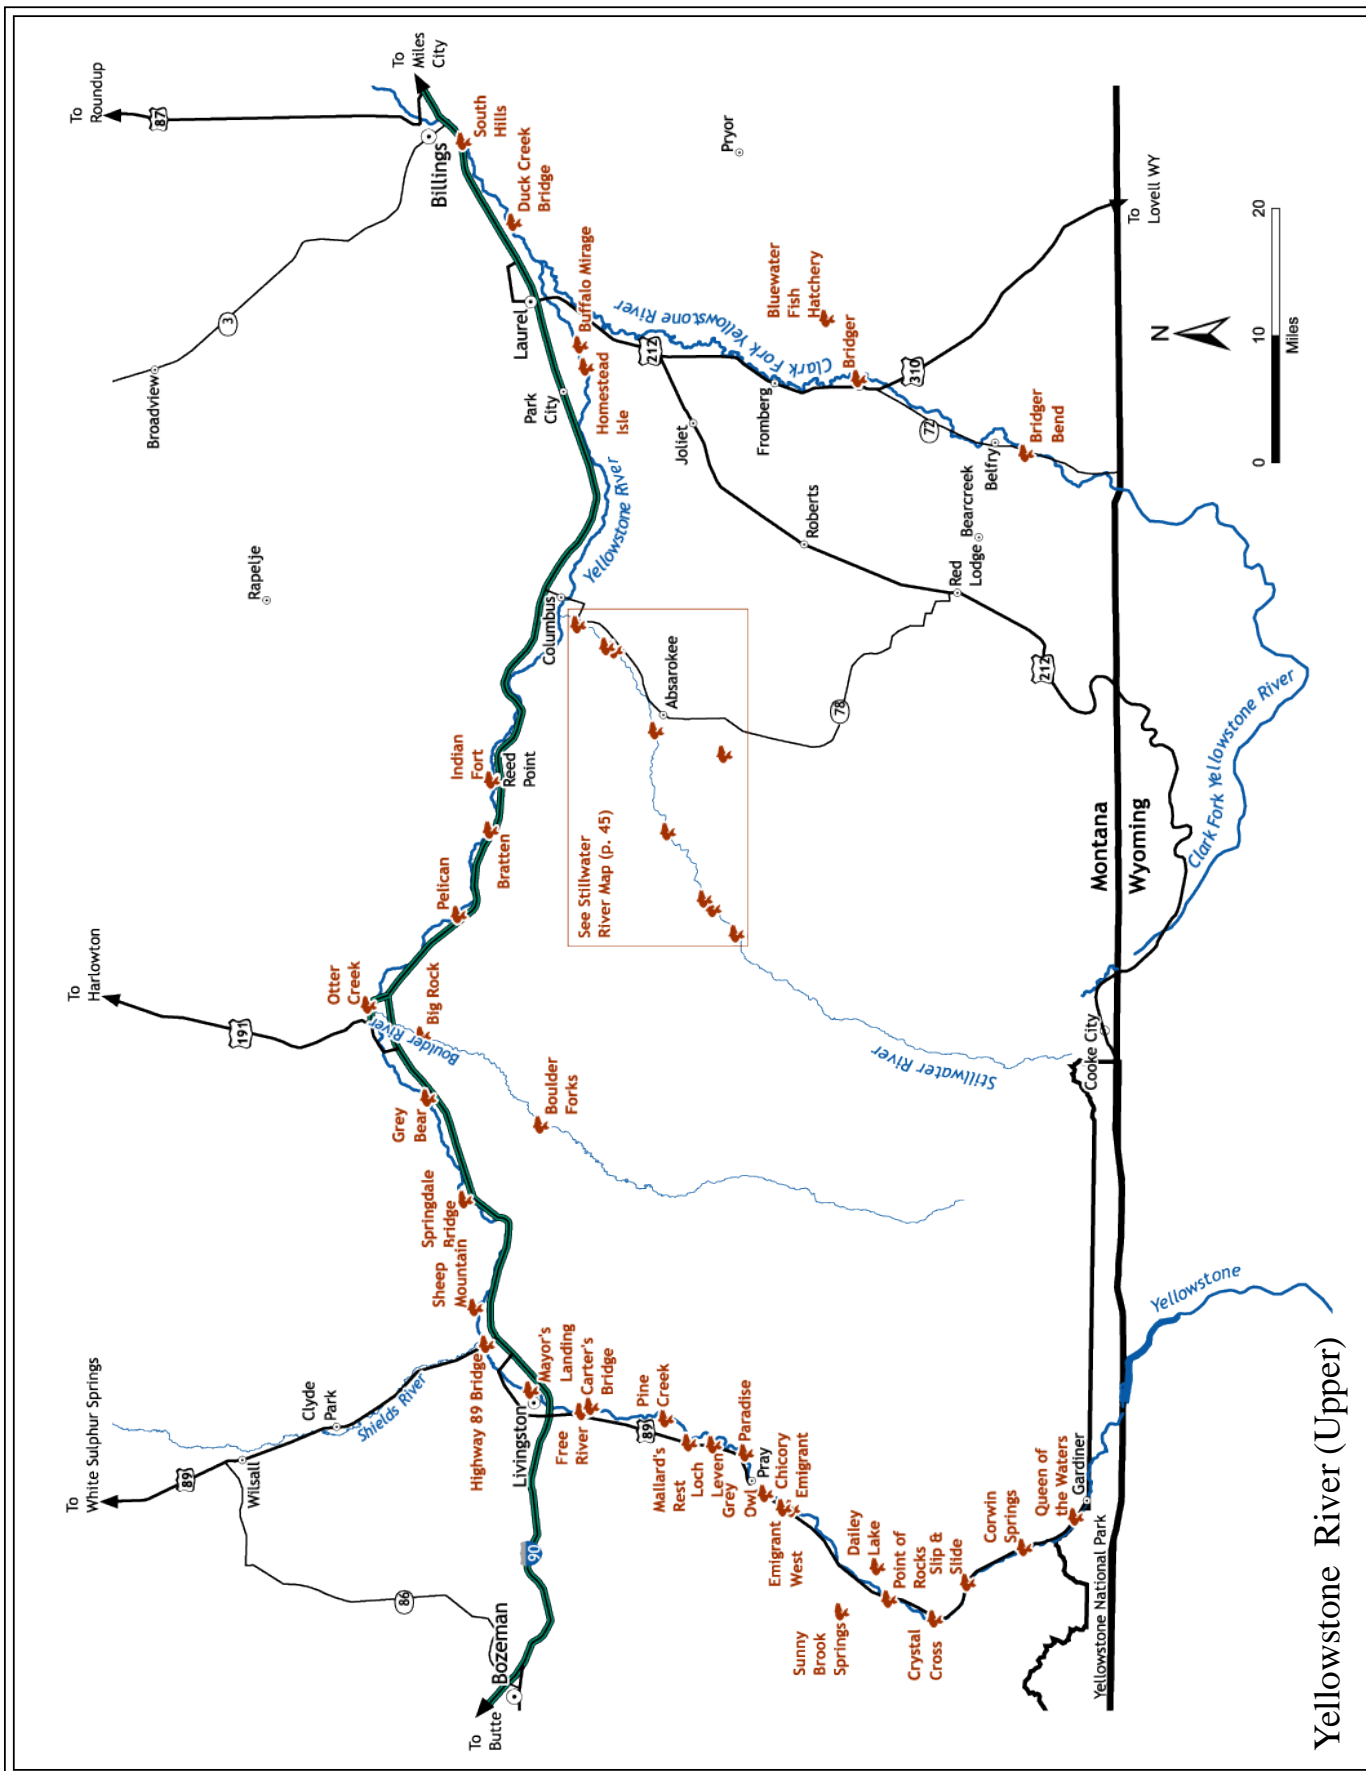 To
White Sulphur Springs
89
Wilsall
Clyde
Park
Shields River
86
To
Butte
Bozeman
90
Livingston
Highway 89 Bridge
Sheep
Mountain
Springdale
Bridge
Mayor's
Landing
Carter's
Bridge
Free
River
89
Pine
Creek
Mallard's
Rest
Loch
Leven
Paradise
Grey
Owl
Pray
Chicory
Emigrant
Emigrant
West
Dailey
Lake
Point of
Rocks
Slip &
Slide
Sunny
Brook
Springs
Crystal
Cross
Corwin
Springs
Queen of
the Waters
Gardiner
Yellowstone National Park
Yellowstone
To
Harlowton
191
Otter
Creek
Grey
Bear
Boulder River
Big Rock
Boulder
Forks
Pelican
Bratten
Indian
Fort
Reed
Point
Rapelje
Columbus
See Stillwater
River Map (p. 45)
Absarokee
78
Stillwater River
Cooke City
Montana
Wyoming
Clark Fork Yellowstone River
212
Red
Lodge
Bearcreek
Roberts
Joliet
Yellowstone River
Broadview
3
To
Roundup
87
To
Miles
City
Billings
South
Hills
Duck Creek
Bridge
Laurel
Buffalo Mirage
Park
City
Homestead
Isle
212
Clark Fork Yellowstone River
Clark Fork
Fromberg
Bluewater
Fish
Hatchery
Bridger
310
72
Belfry
Bridger
Bend
Pryor
To
Lovell WY
N
0
10
20
Miles
Yellowstone River (Upper)